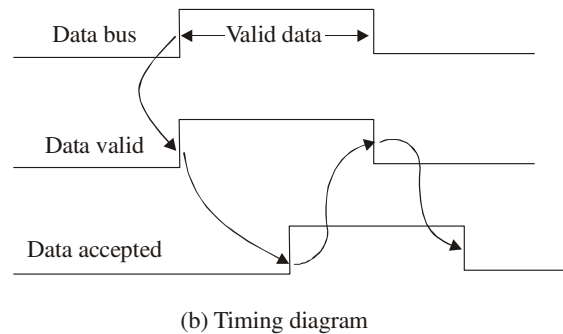 Data bus
Valid data
Data valid
Data accepted
(b) Timing diagram